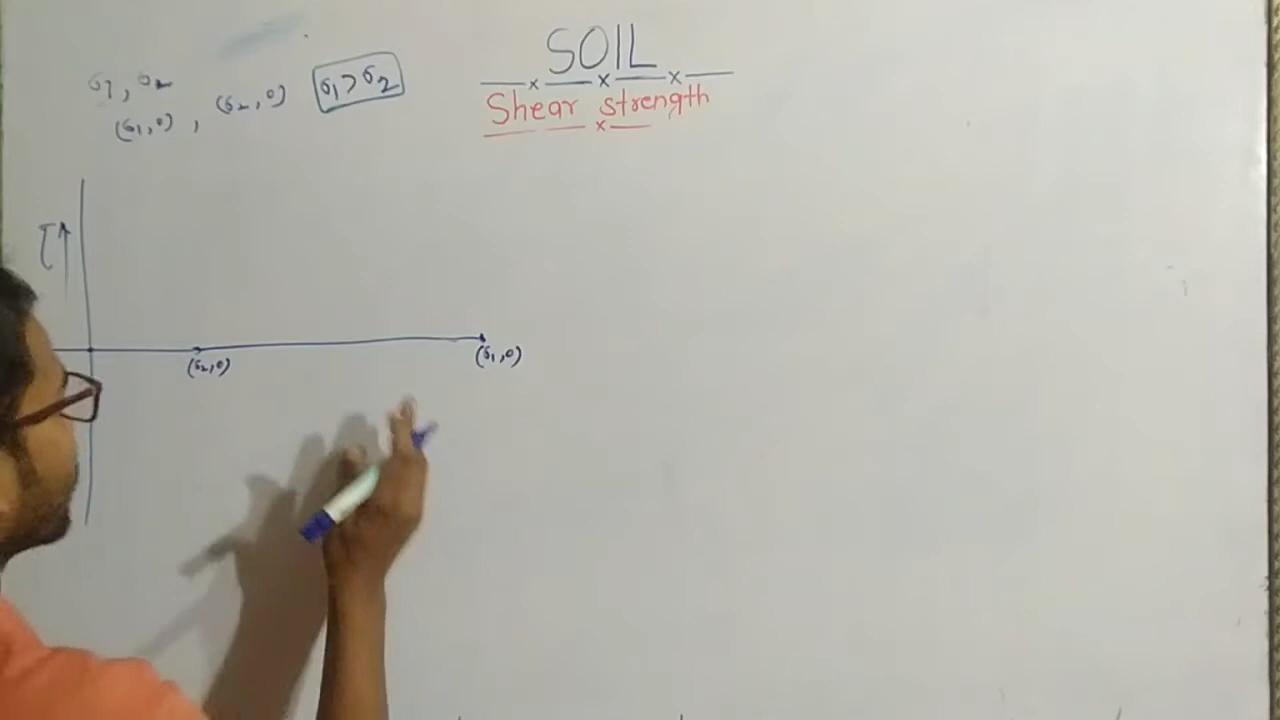 SOIL
Shear strength
σ1, σ2
(σ1,0), (σ2,0) σ1>σ2
τ↑
(σ2,0)
(σ1,0)